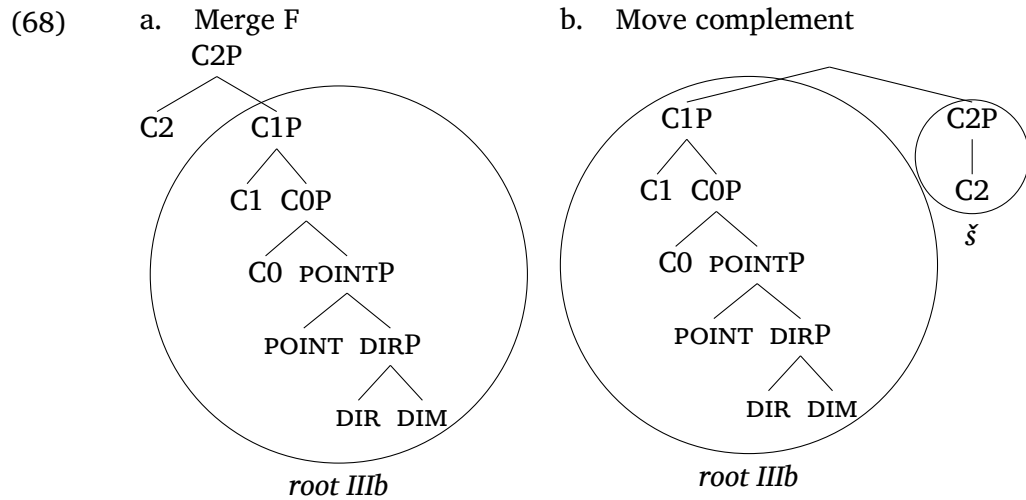 (68) a. Merge F b. Move complement
C2P
C2 C1P C1P C2P
C1 C0P C1 C0P C2
C0 POINTP C0 POINTP š
POINT DIRP POINT DIRP
DIR DIM DIR DIM
root IIIb root IIIb